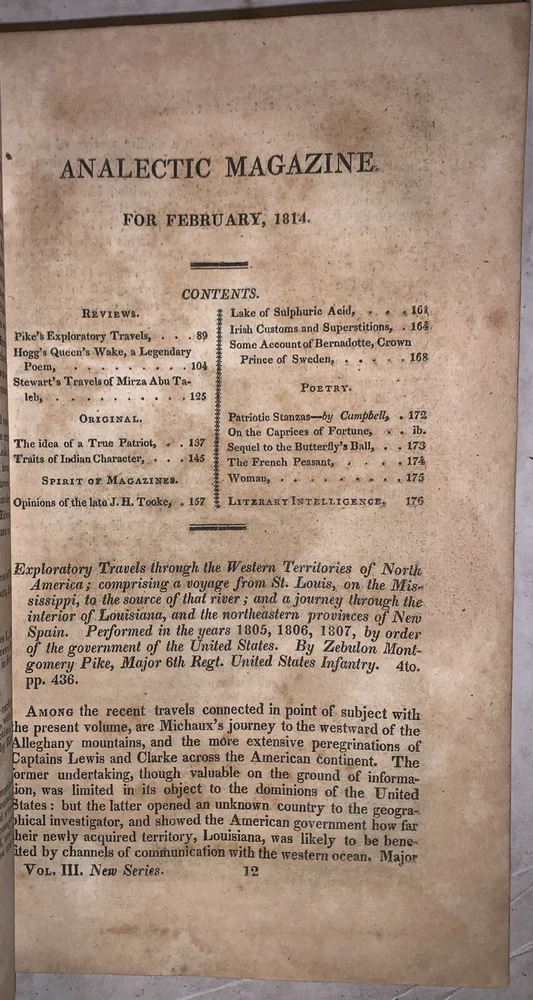 ANALECTIC MAGAZINE.
FOR FEBRUARY, 1814.
CONTENTS.
REVIEWS.
Pike's Exploratory Travels, . . . 89
Hogg's Queen's Wake, a Legendary
Poem, . . . . . . . . . 104
Stewart's Travels of Mirza Abu Ta-
leb, . . . . . . . . . . 125
ORIGINAL.
The idea of a True Patriot, . . 137
Traits of Indian Character, . . . 145
SPIRIT OF MAGAZINES.
Opinions of the late J. H. Tooke, . 157
Lake of Sulphuric Acid, . . . 161
Irish Customs and Superstitions, . 164
Some Account of Bernadotte, Crown
Prince of Sweden, . . . . . 168
POETRY.
Patriotic Stanzas—by Campbell, . 172
On the Caprices of Fortune, . . ib.
Sequel to the Butterfly's Ball, . . 173
The French Peasant, . . . . 174
Woman, . . . . . . . . 175
LITERARY INTELLIGENCE, 176
Exploratory Travels through the Western Territories of North
America; comprising a voyage from St. Louis, on the Mis-
sissippi, to the source of that river; and a journey through the
interior of Louisiana, and the northeastern provinces of New
Spain. Performed in the years 1805, 1806, 1807, by order
of the government of the United States. By Zebulon Mont-
gomery Pike, Major 6th Regt. United States Infantry. 4to.
pp. 436.
AMONG the recent travels connected in point of subject with
the present volume, are Michaux's journey to the westward of the
Alleghany mountains, and the more extensive peregrinations of
Captains Lewis and Clarke across the American continent. The
former undertaking, though valuable on the ground of informa-
tion, was limited in its object to the dominions of the United
States: but the latter opened an unknown country to the geogra-
phical investigator, and showed the American government how far
their newly acquired territory, Louisiana, was likely to be bene-
fited by channels of communication with the western ocean. Major
VOL. III. New Series. 12